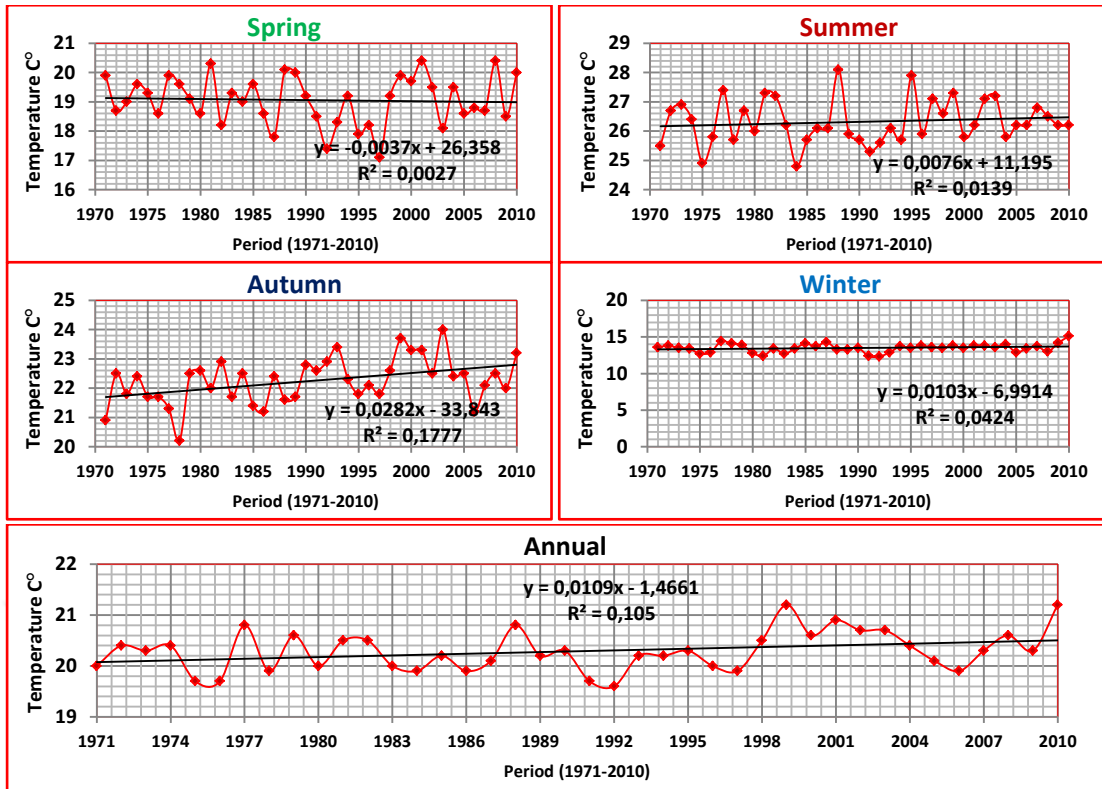 Spring
Temperature C°
21
20
19
18
17
16
y = -0,0037x + 26,358
R² = 0,0027
1970 1975 1980 1985 1990 1995 2000 2005 2010
Period (1971-2010)
Summer
Temperature C°
29
28
27
26
25
24
y = 0,0076x + 11,195
R² = 0,0139
1970 1975 1980 1985 1990 1995 2000 2005 2010
Period (1971-2010)
Autumn
Temperature C°
25
24
23
22
21
20
y = 0,0282x - 33,843
R² = 0,1777
1970 1975 1980 1985 1990 1995 2000 2005 2010
Period (1971-2010)
Winter
Temperature C°
20
15
10
5
0
y = 0,0103x - 6,9914
R² = 0,0424
1970 1975 1980 1985 1990 1995 2000 2005 2010
Period (1971-2010)
Annual
Temperature C°
22
21
20
19
y = 0,0109x - 1,4661
R² = 0,105
1971 1974 1977 1980 1983 1986 1989 1992 1995 1998 2001 2004 2007 2010
Period (1971-2010)